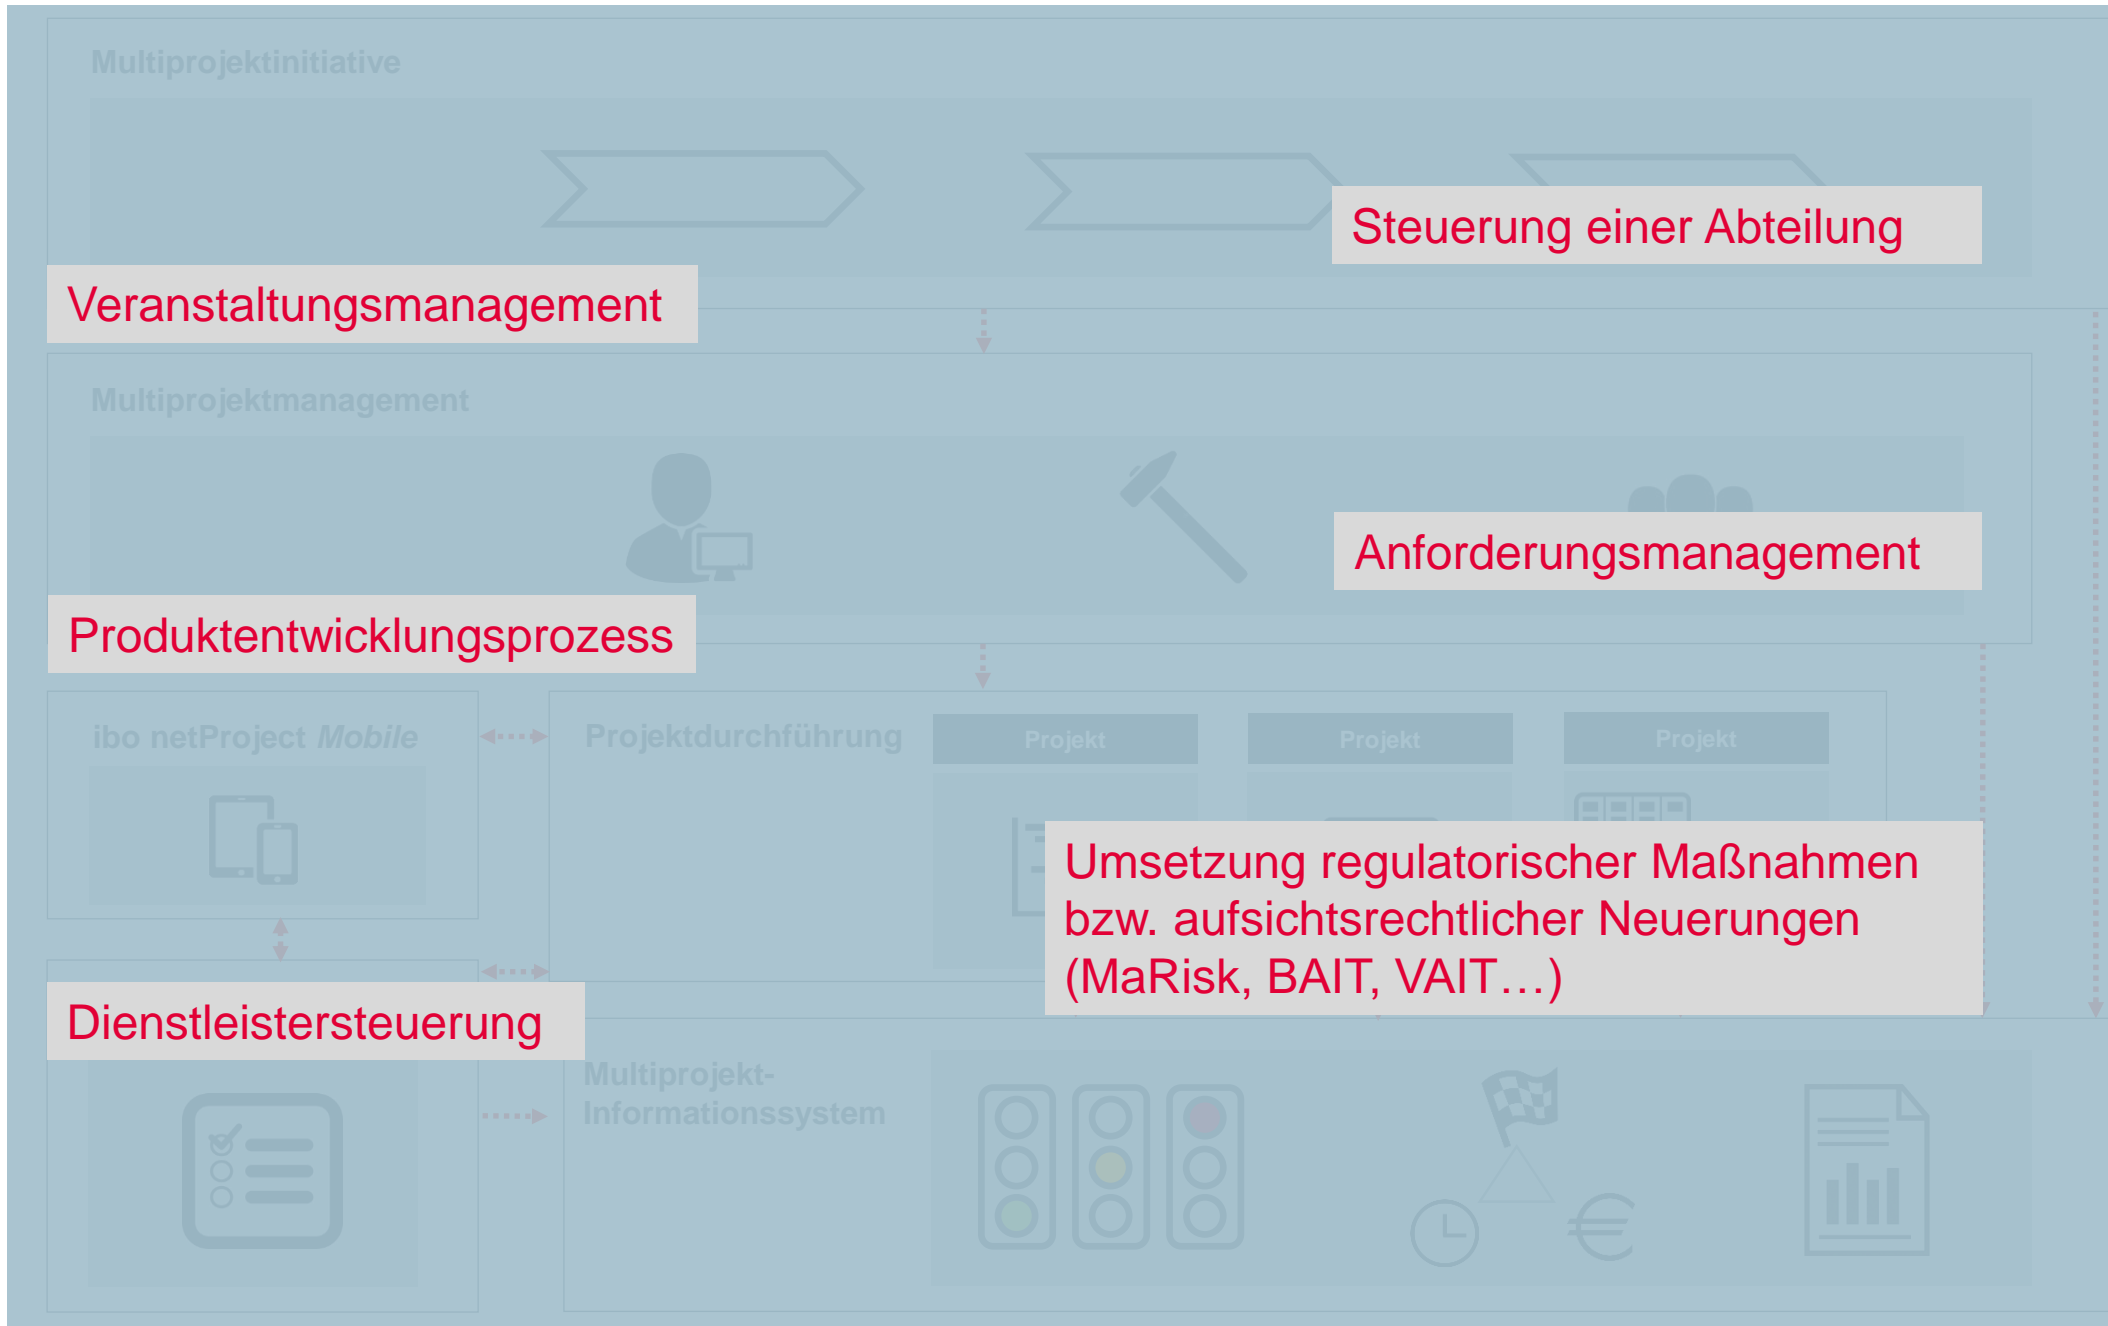 Multiprojektinitiative
Steuerung einer Abteilung
Veranstaltungsmanagement
Multiprojektmanagement
Anforderungsmanagement
Produktentwicklungsprozess
ibo netProject Mobile
Projektdurchführung
Projekt
Projekt
Projekt
Umsetzung regulatorischer Maßnahmen
bzw. aufsichtsrechtlicher Neuerungen
(MaRisk, BAIT, VAIT…)
Dienstleistersteuerung
Multiprojekt-
Informationssystem